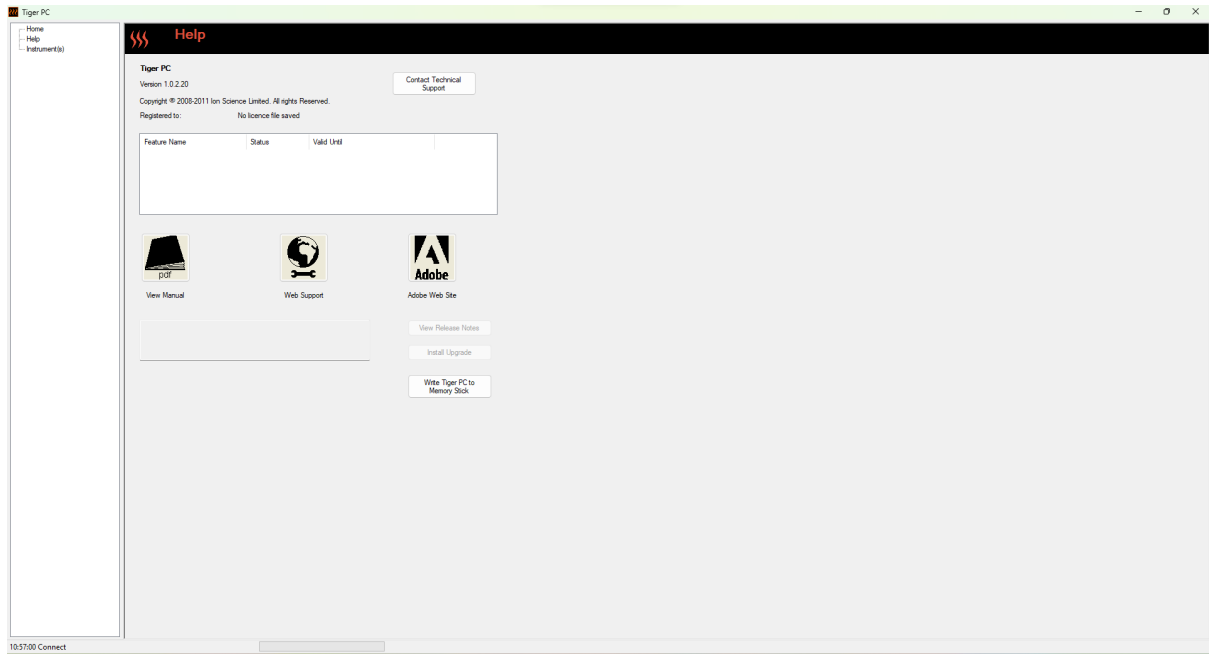 Tiger PC
Home
Help
Instrument(s)
Help
Tiger PC
Version 1.0.2.20
Contact Technical
Support
Copyright © 2008-2011 Ion Science Limited. All rights Reserved.
Registered to: No licence file saved
Feature Name Status Valid Until
pdf
Adobe
View Manual Web Support Adobe Web Site
View Release Notes
Install Upgrade
Write Tiger PC to
Memory Stick
10:57:00 Connect